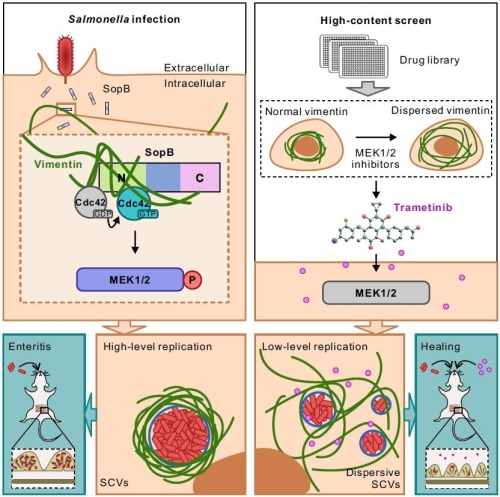 Salmonella infection
Extracellular
Intracellular
SopB
Vimentin
SopB
N
C
Cdc42
GDP
Cdc42
GTP
MEK1/2
P
High-content screen
Drug library
Normal vimentin
Dispersed vimentin
MEK1/2
inhibitors
Trametinib
MEK1/2
Enteritis
High-level replication
SCVs
Low-level replication
Dispersive
SCVs
Healing